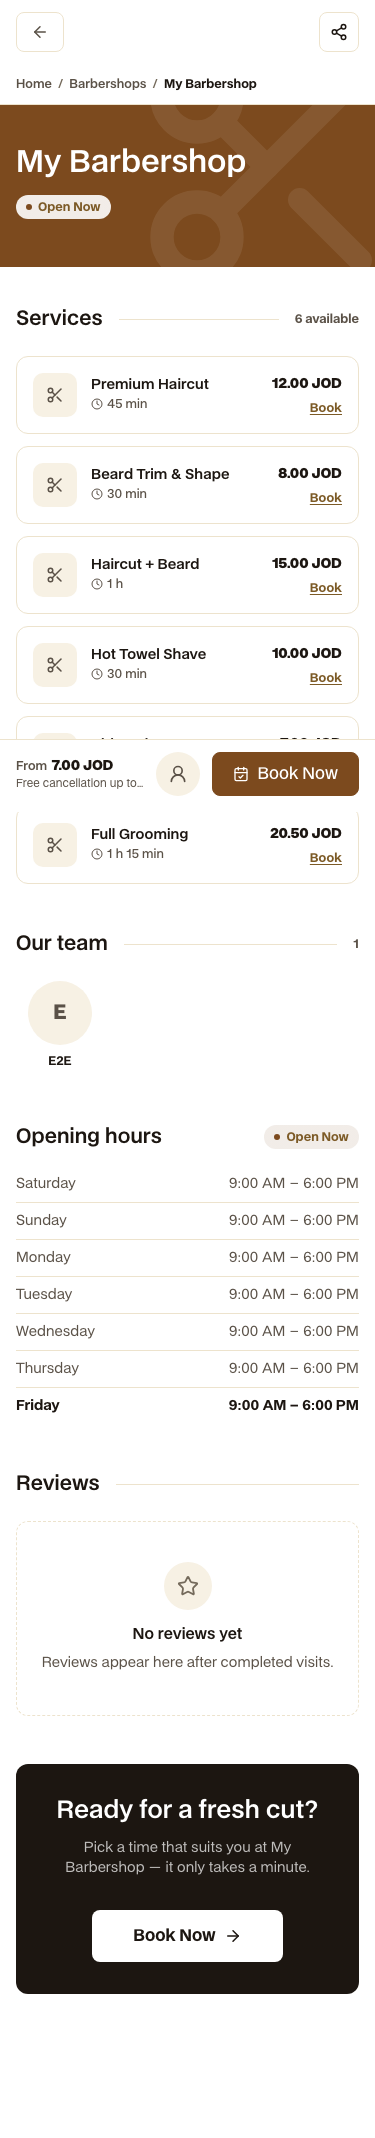 Home / Barbershops / My Barbershop
My Barbershop
Open Now
Services
6 available
Premium Haircut
12.00 JOD
45 min
Book
Beard Trim & Shape
8.00 JOD
30 min
Book
Haircut + Beard
15.00 JOD
1 h
Book
Hot Towel Shave
10.00 JOD
30 min
Book
From 7.00 JOD
Free cancellation up to...
Book Now
Full Grooming
20.50 JOD
1 h 15 min
Book
Our team
1
E
E2E
Opening hours
Open Now
Saturday 9:00 AM – 6:00 PM
Sunday 9:00 AM – 6:00 PM
Monday 9:00 AM – 6:00 PM
Tuesday 9:00 AM – 6:00 PM
Wednesday 9:00 AM – 6:00 PM
Thursday 9:00 AM – 6:00 PM
Friday 9:00 AM – 6:00 PM
Reviews
No reviews yet
Reviews appear here after completed visits.
Ready for a fresh cut?
Pick a time that suits you at My
Barbershop — it only takes a minute.
Book Now